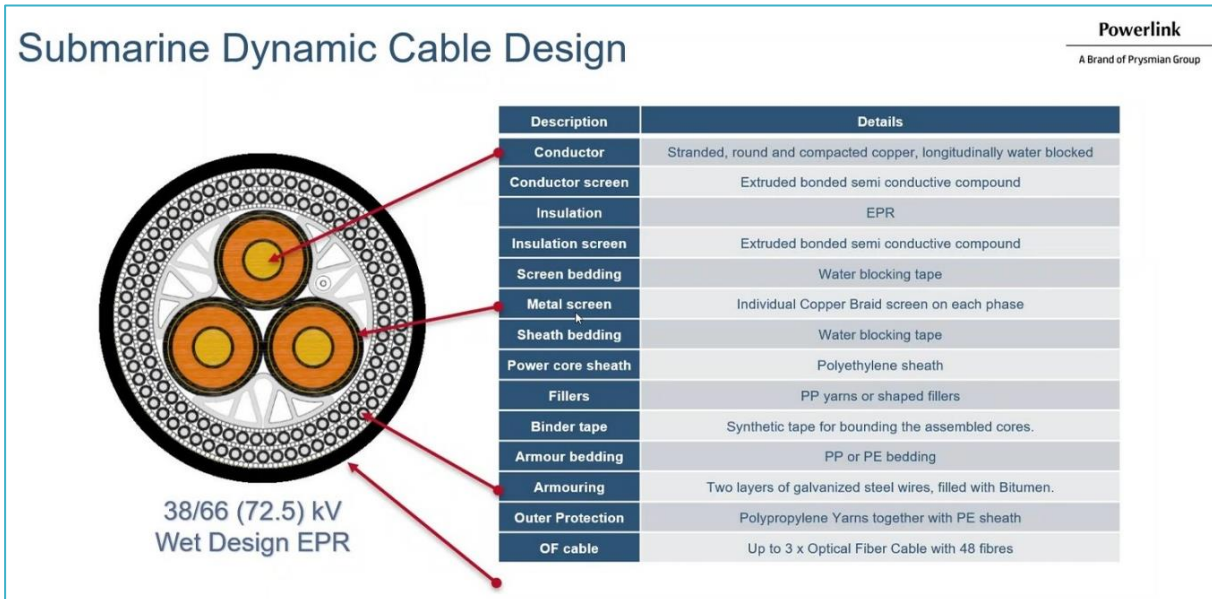 Submarine Dynamic Cable Design
Powerlink
A Brand of Prysmian Group
Description Details
Conductor Stranded, round and compacted copper, longitudinally water blocked
Conductor screen Extruded bonded semi conductive compound
Insulation EPR
Insulation screen Extruded bonded semi conductive compound
Screen bedding Water blocking tape
Metal screen Individual Copper Braid screen on each phase
Sheath bedding Water blocking tape
Power core sheath Polyethylene sheath
Fillers PP yarns or shaped fillers
Binder tape Synthetic tape for bounding the assembled cores.
Armour bedding PP or PE bedding
Armouring Two layers of galvanized steel wires, filled with Bitumen.
Outer Protection Polypropylene Yarns together with PE sheath
OF cable Up to 3 x Optical Fiber Cable with 48 fibres
38/66 (72.5) kV
Wet Design EPR